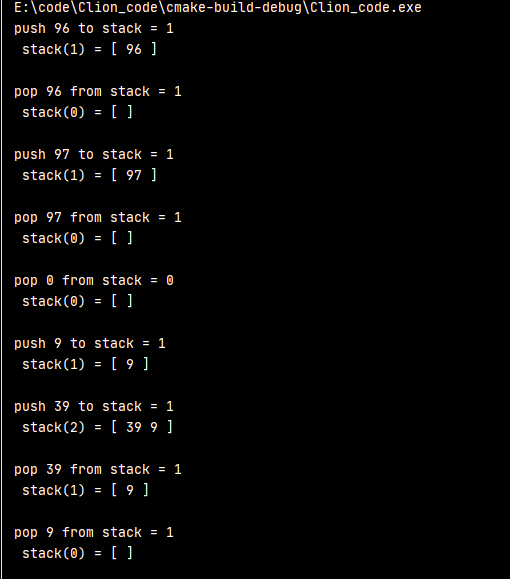 E:\code\Clion_code\cmake-build-debug\Clion_code.exe
push 96 to stack = 1
 stack(1) = [ 96 ]

pop 96 from stack = 1
 stack(0) = [ ]

push 97 to stack = 1
 stack(1) = [ 97 ]

pop 97 from stack = 1
 stack(0) = [ ]

pop 0 from stack = 0
 stack(0) = [ ]

push 9 to stack = 1
 stack(1) = [ 9 ]

push 39 to stack = 1
 stack(2) = [ 39 9 ]

pop 39 from stack = 1
 stack(1) = [ 9 ]

pop 9 from stack = 1
 stack(0) = [ ]